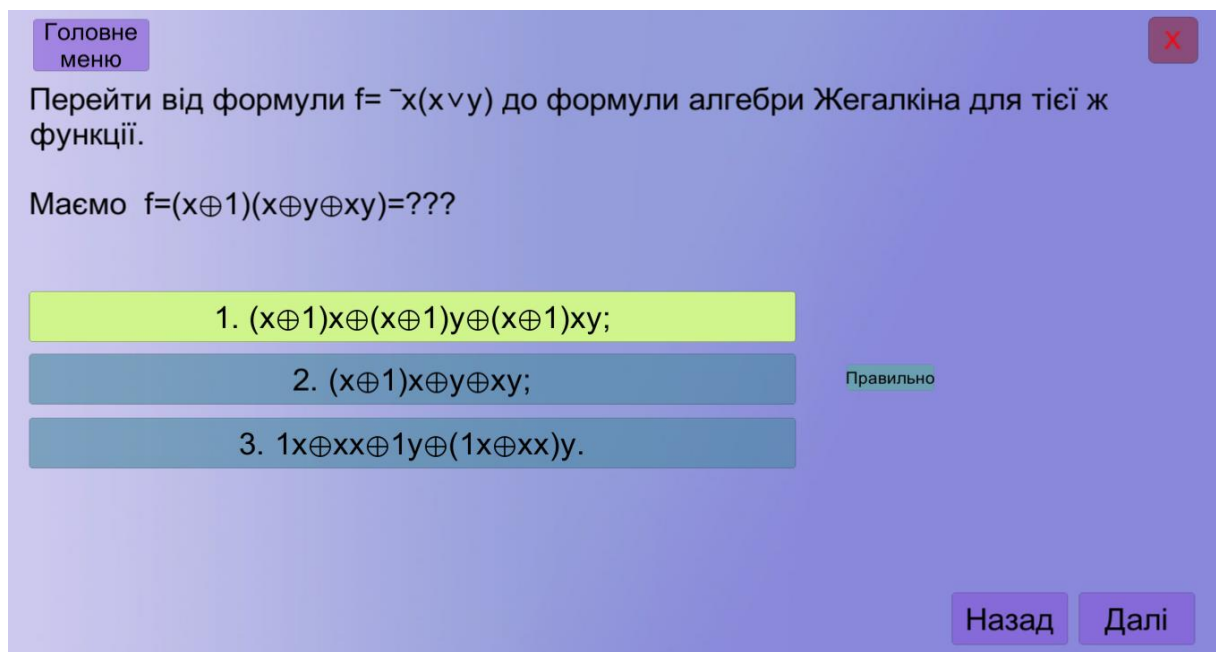 Головне
меню
X
Перейти від формули f= ¯x(x∨y) до формули алгебри Жегалкіна для тієї ж
функції.
Маємо f=(x⊕1)(x⊕y⊕xy)=???
1. (x⊕1)x⊕(x⊕1)y⊕(x⊕1)xy;
2. (x⊕1)x⊕y⊕xy;
Правильно
3. 1x⊕xx⊕1y⊕(1x⊕xx)y.
Назад
Далі